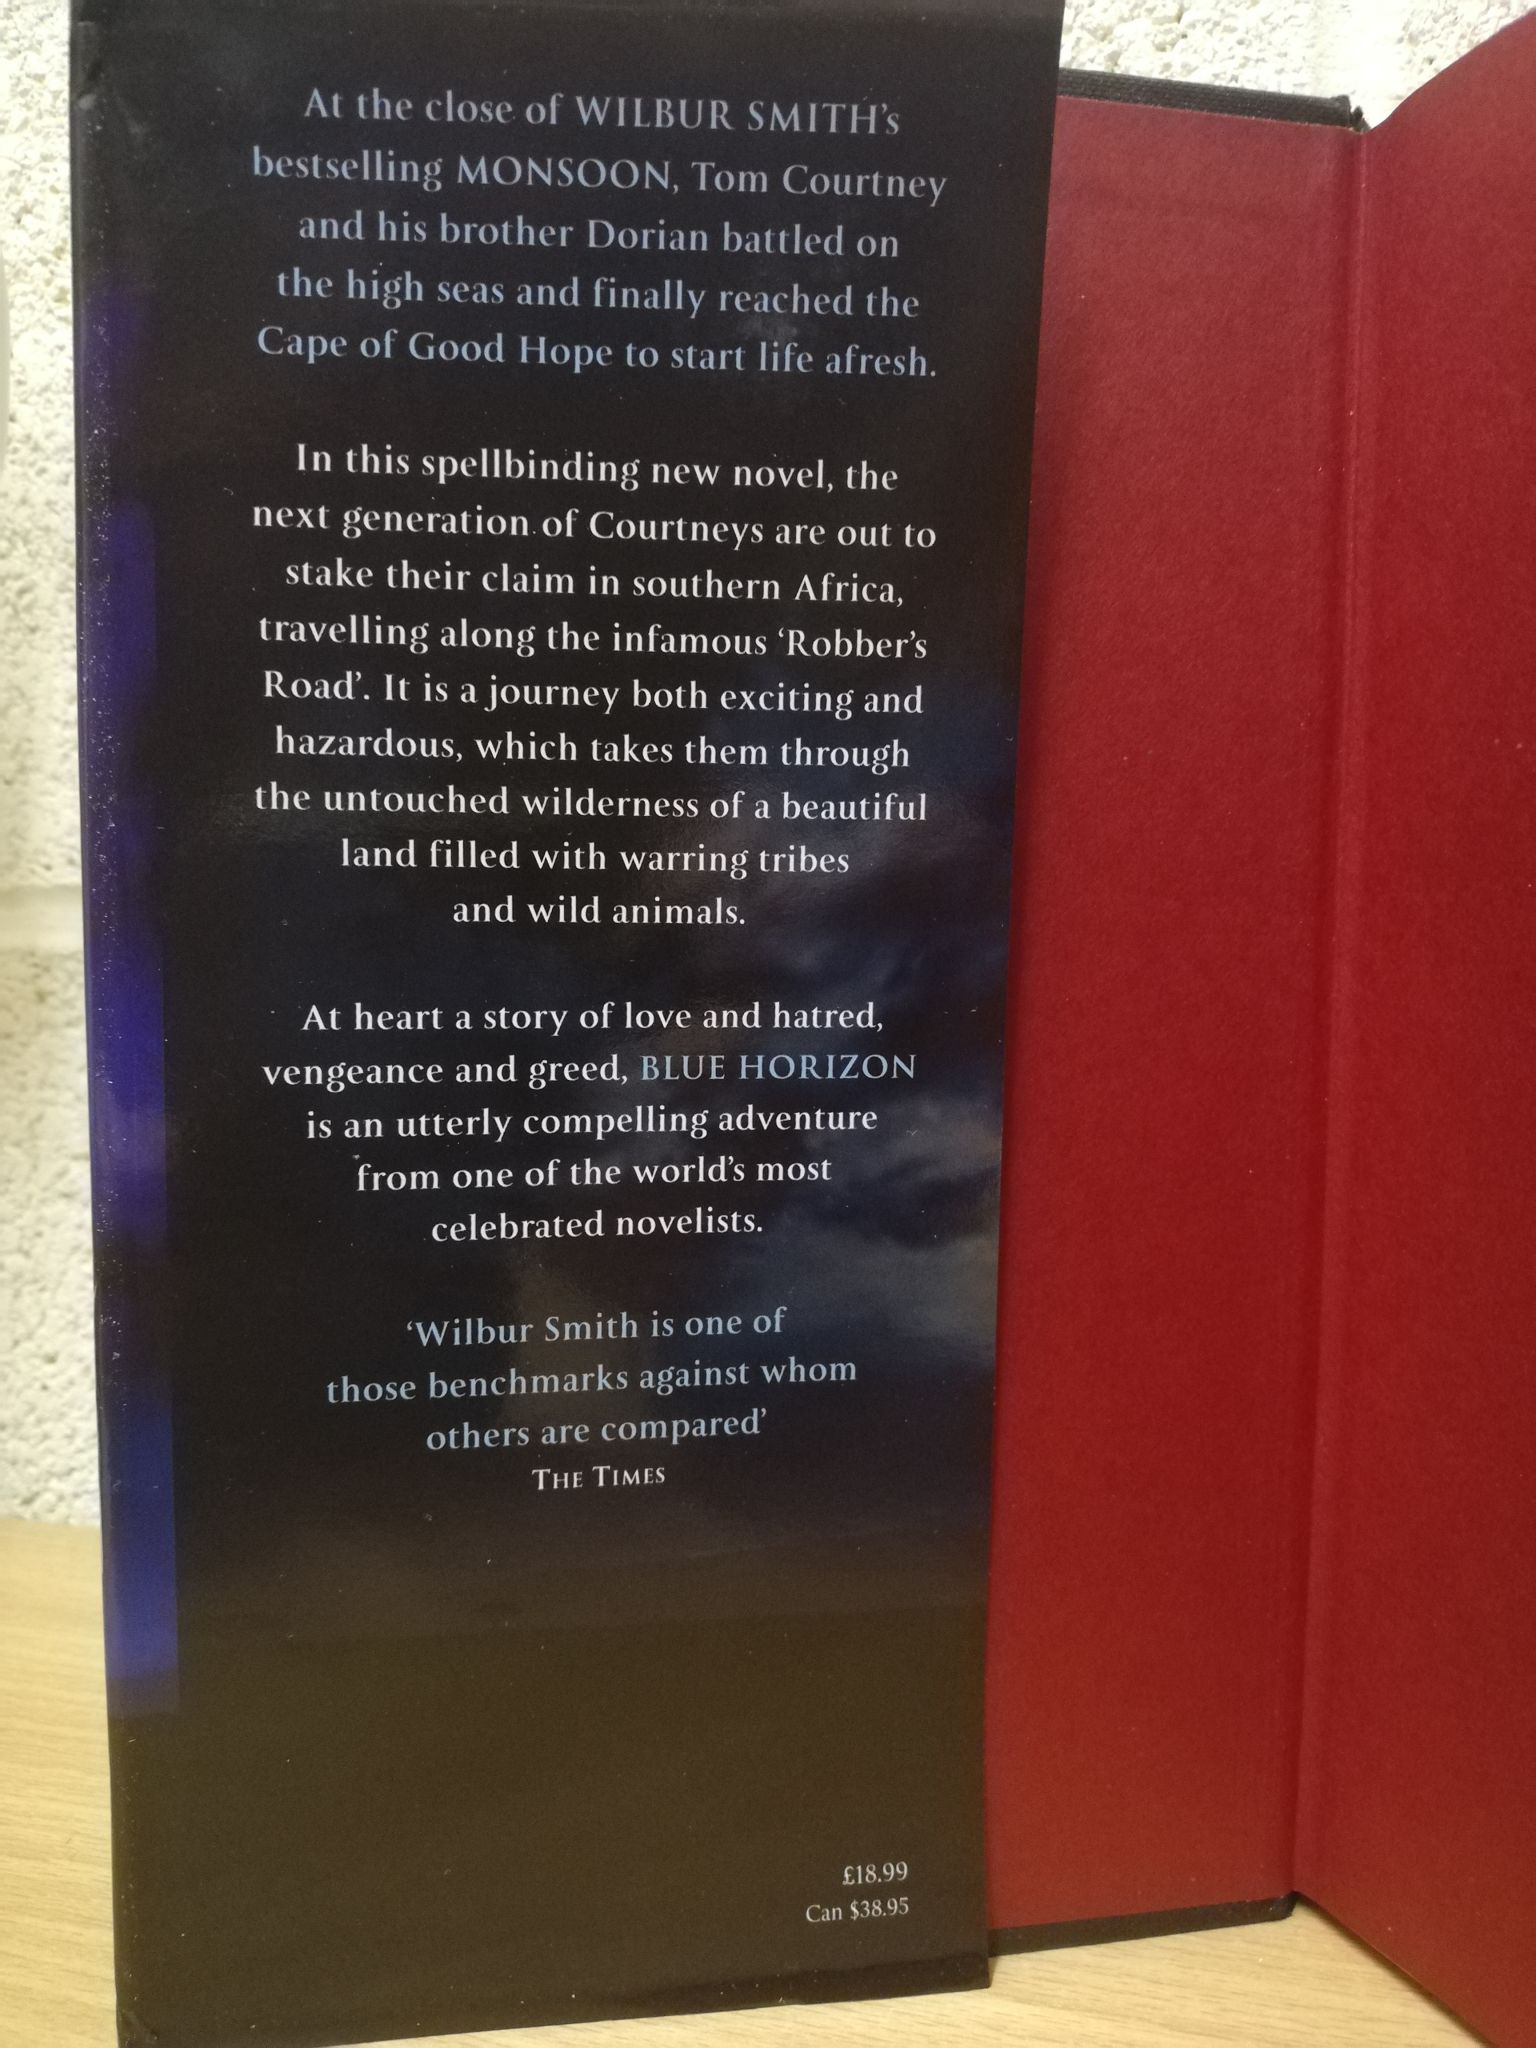 At the close of WILBUR SMITH's
bestselling MONSOON, Tom Courtney
and his brother Dorian battled on
the high seas and finally reached the
Cape of Good Hope to start life afresh.
In this spellbinding new novel, the
next generation of Courtneys are out to
stake their claim in southern Africa,
travelling along the infamous ‘Robber’s
Road’. It is a journey both exciting and
hazardous, which takes them through
the untouched wilderness of a beautiful
land filled with warring tribes
and wild animals.
At heart a story of love and hatred,
vengeance and greed, BLUE HORIZON
is an utterly compelling adventure
from one of the world’s most
celebrated novelists.
‘Wilbur Smith is one of
those benchmarks against whom
others are compared’
THE TIMES
£18.99
Can $38.95